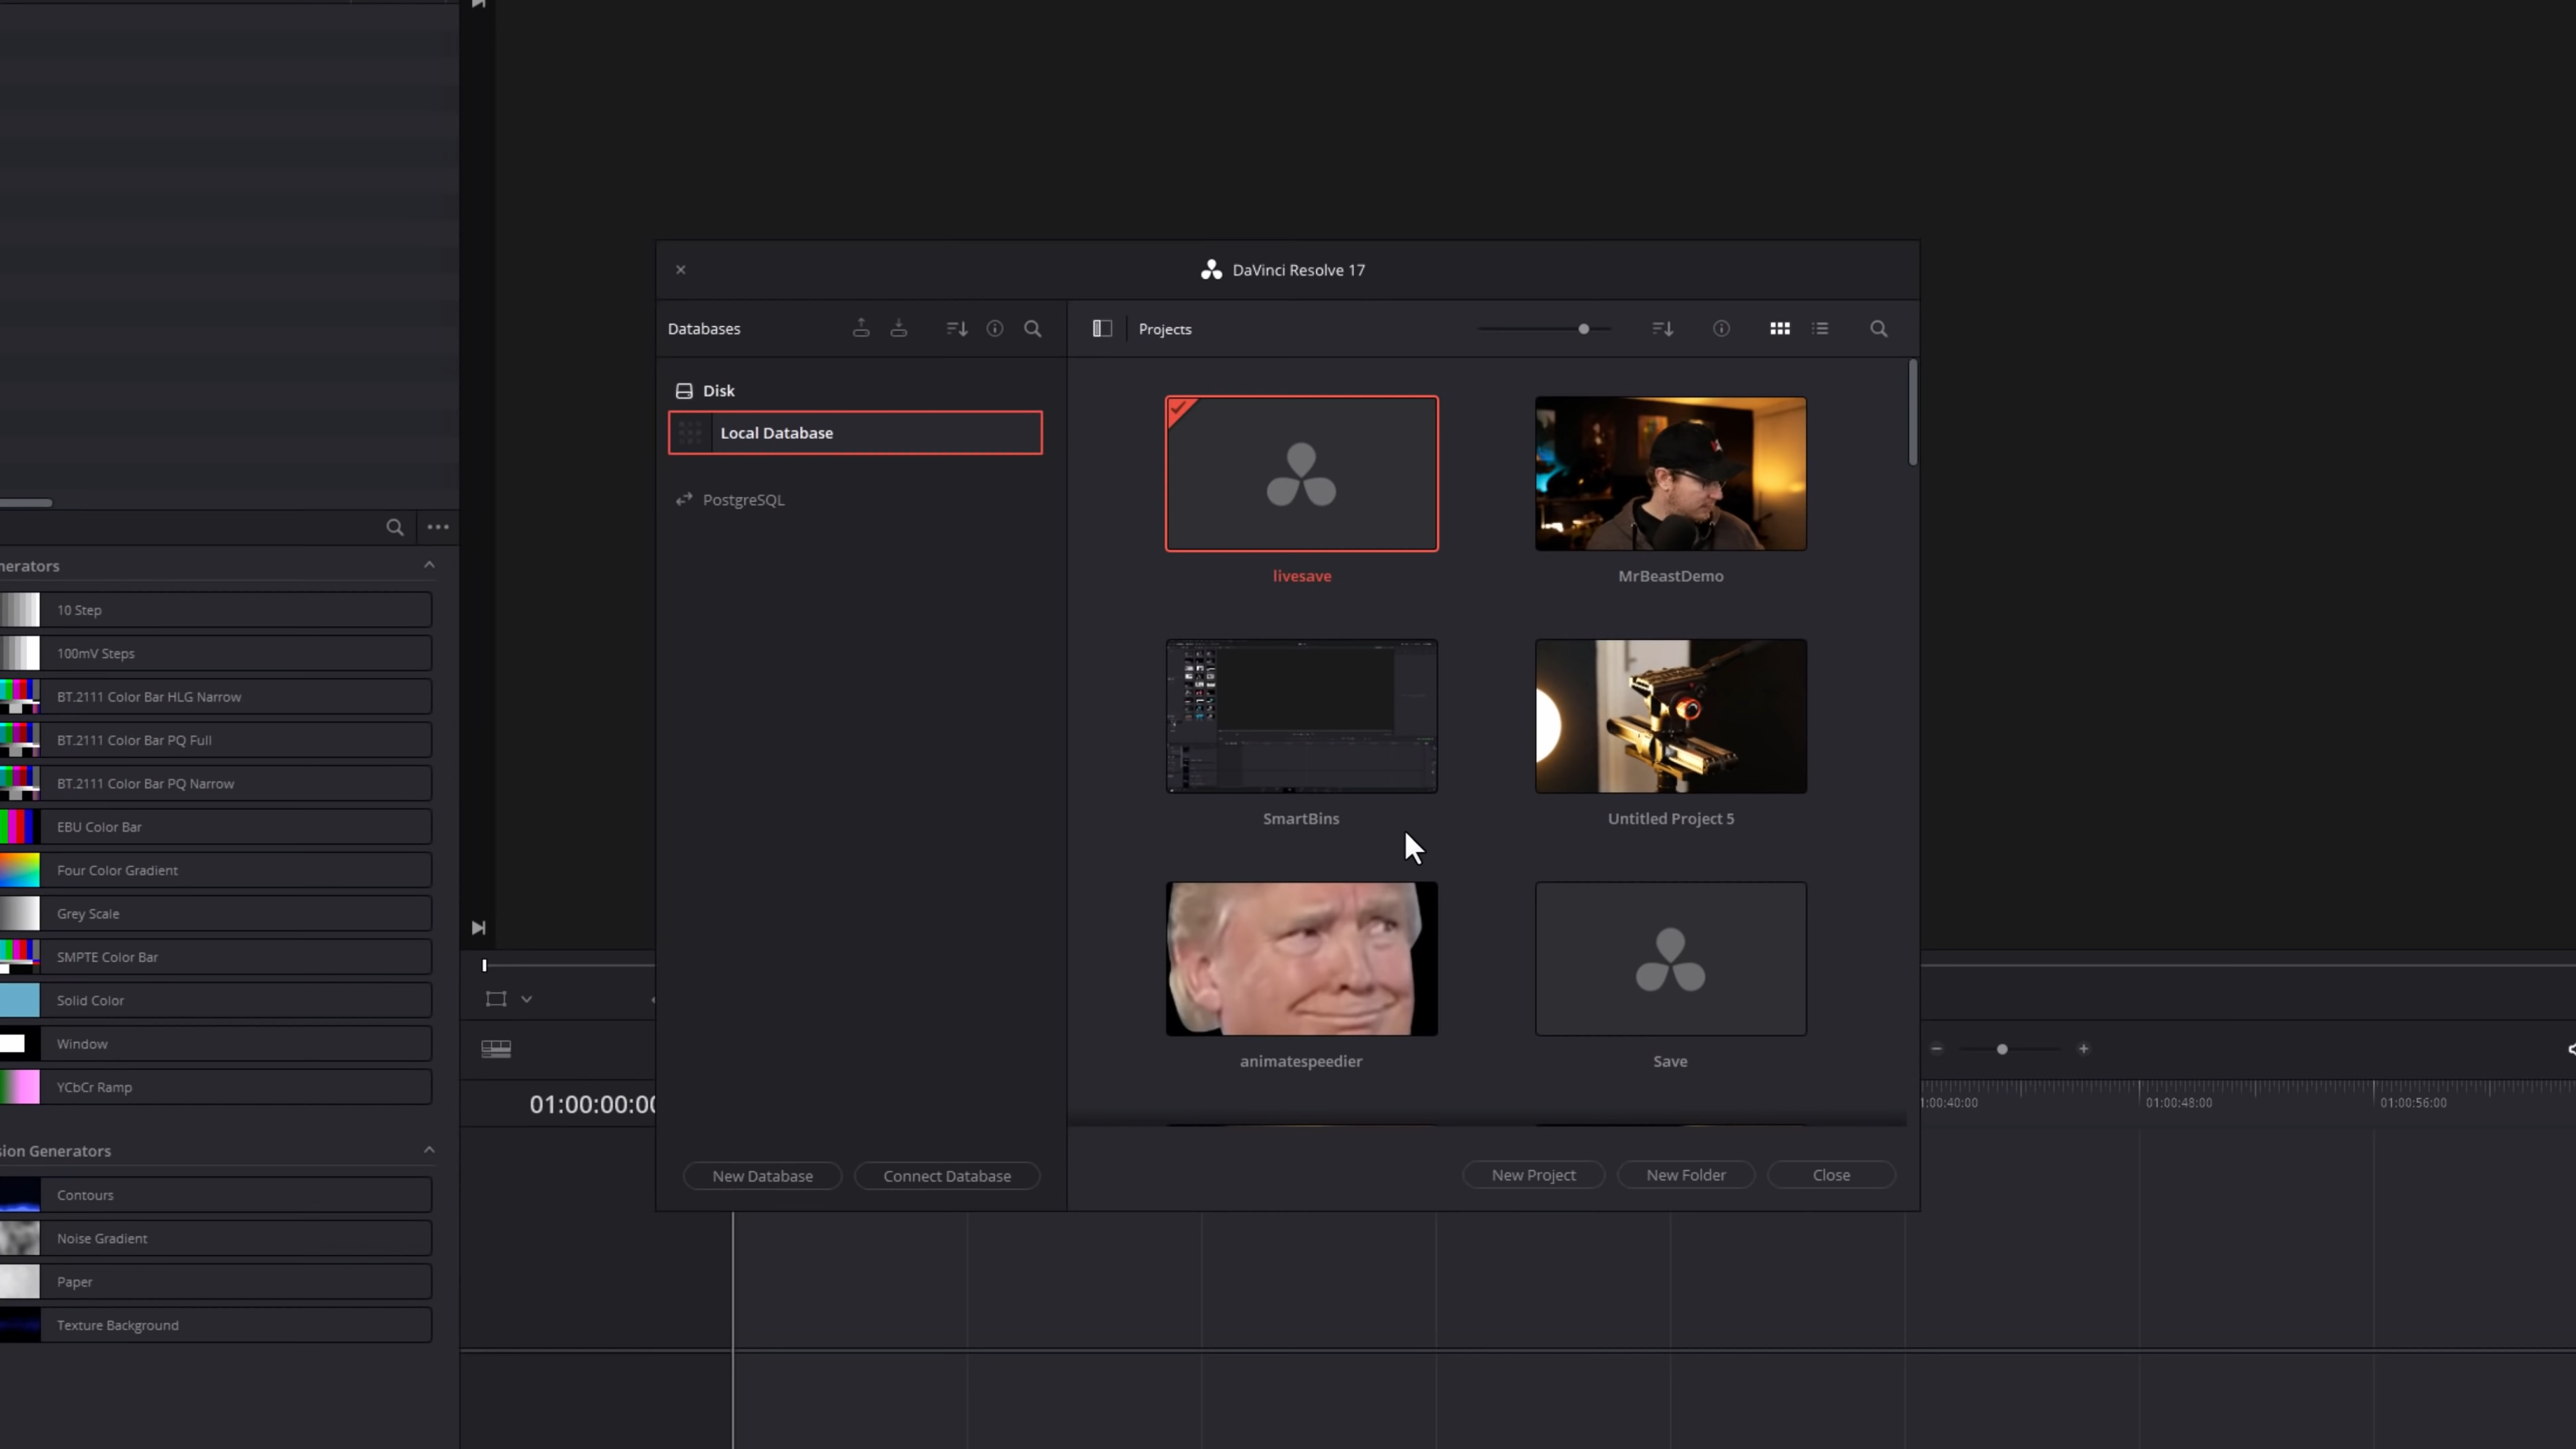 DaVinci Resolve 17
Databases
Projects
Disk
Local Database
PostgreSQL
livesave
MrBeastDemo
SmartBins
Untitled Project 5
animatespeedier
Save
New Database
Connect Database
New Project
New Folder
Close
nerators
10 Step
100mV Steps
BT.2111 Color Bar HLG Narrow
BT.2111 Color Bar PQ Full
BT.2111 Color Bar PQ Narrow
EBU Color Bar
Four Color Gradient
Grey Scale
SMPTE Color Bar
Solid Color
Window
YCbCr Ramp
sion Generators
Contours
Noise Gradient
Paper
Texture Background
01:00:00:00
1:00:40:00
01:00:48:00
01:00:56:00